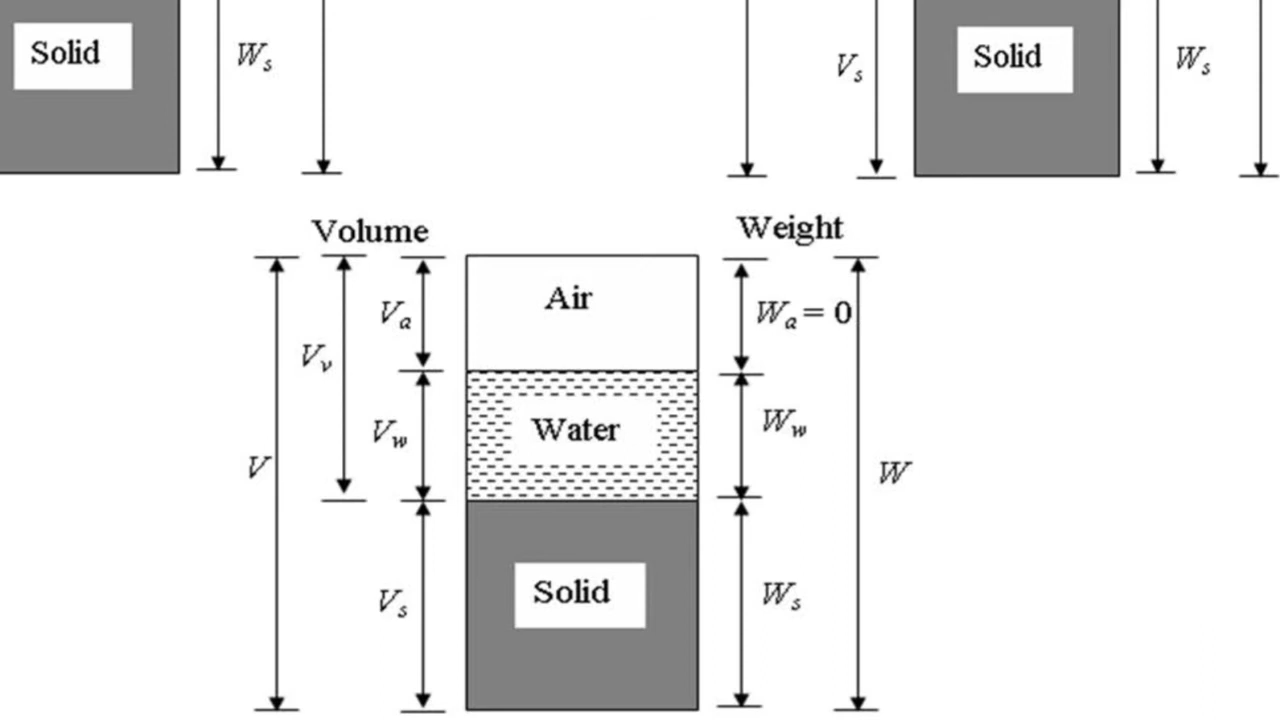 Solid
Ws
Vs
Solid
Ws
Volume
Weight
Va
Air
Wa = 0
Vv
Vw
Water
Ww
V
W
Vs
Solid
Ws